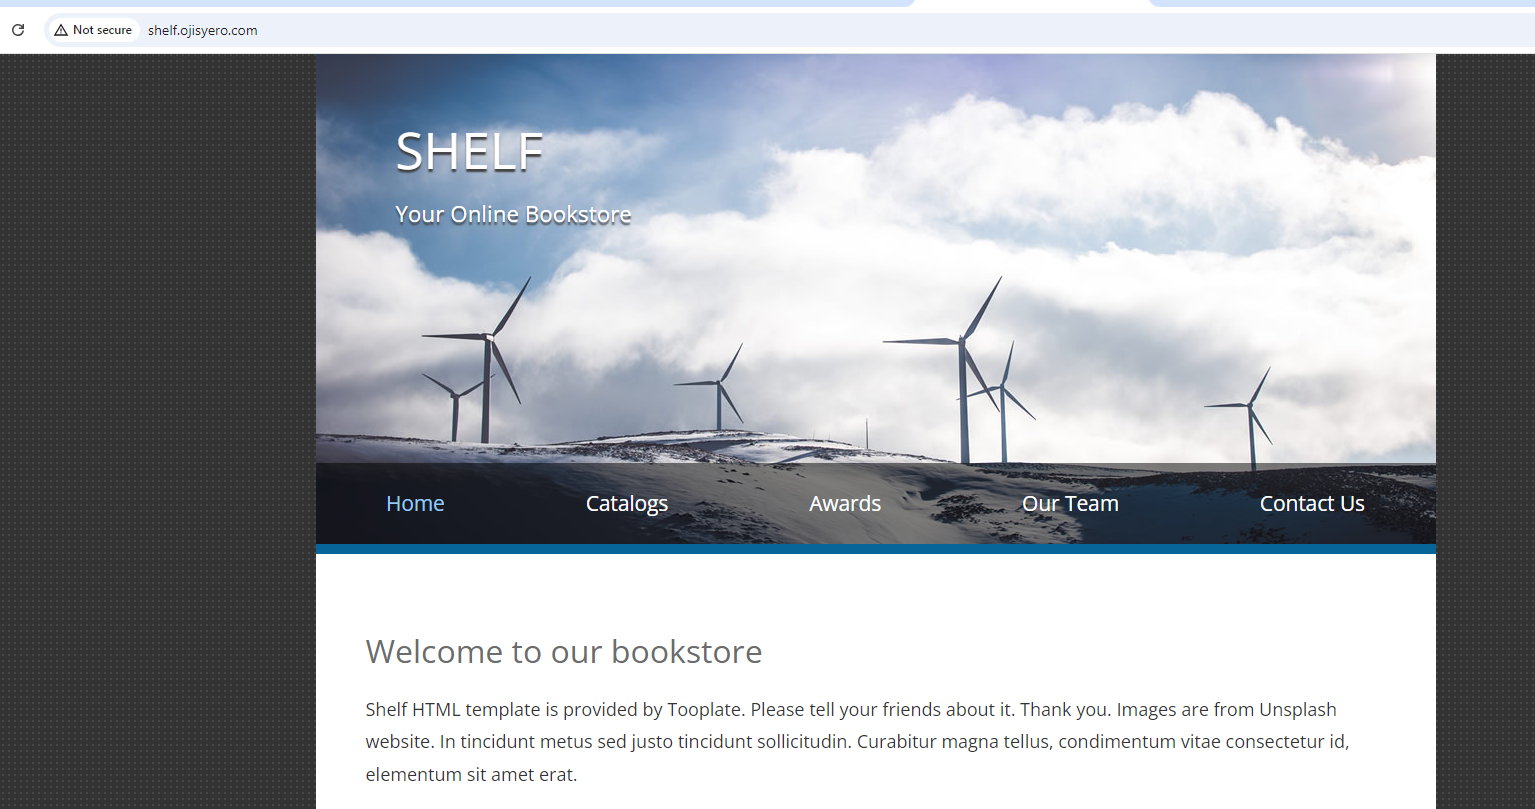 Not secure shelf.ojisyero.com
SHELF
Your Online Bookstore
Home Catalogs Awards Our Team Contact Us
Welcome to our bookstore
Shelf HTML template is provided by Tooplate. Please tell your friends about it. Thank you. Images are from Unsplash
website. In tincidunt metus sed justo tincidunt sollicitudin. Curabitur magna tellus, condimentum vitae consectetur id,
elementum sit amet erat.